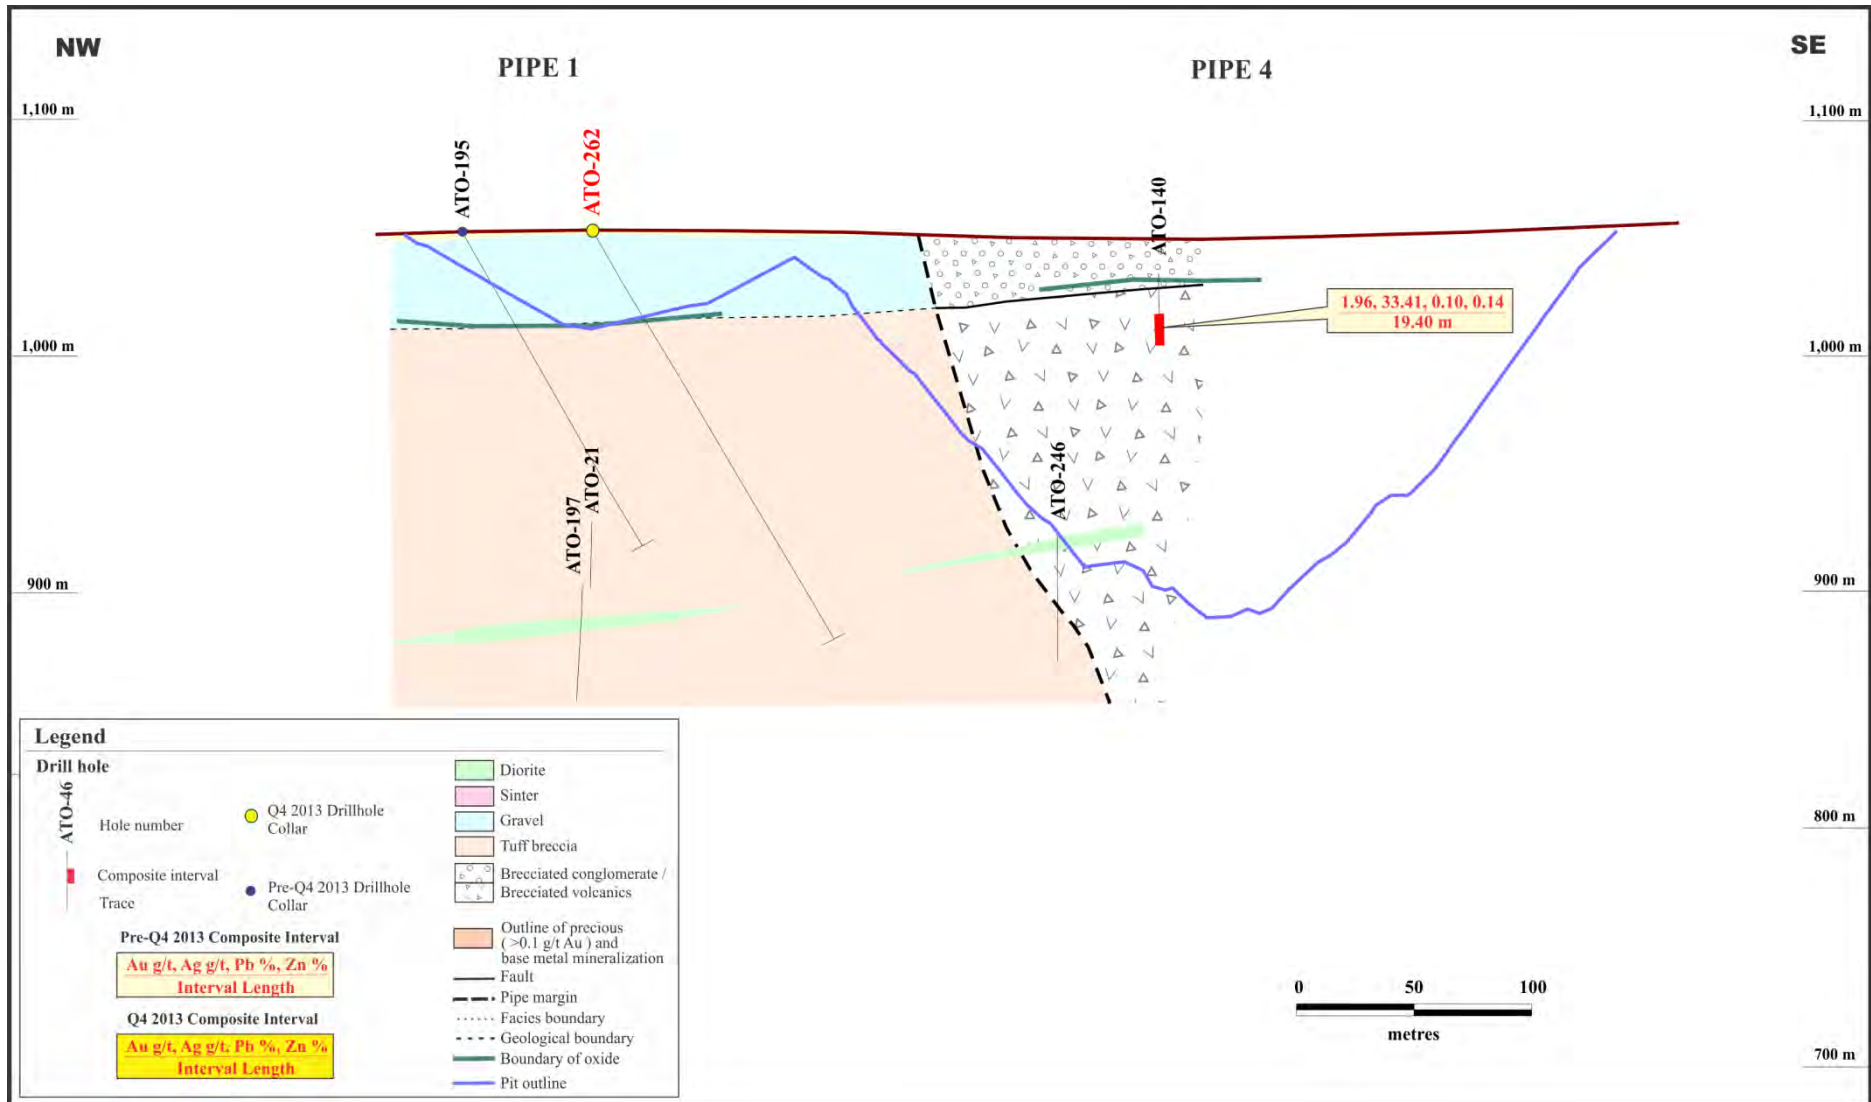 NW
SE
PIPE 1
PIPE 4
1,100 m
1,100 m
ATO-195
ATO-262
ATO-140
1.96, 33.41, 0.10, 0.14
19.40 m
1,000 m
1,000 m
ATO-21
ATO-246
ATO-197
900 m
900 m
800 m
700 m
Legend
Drill hole
ATO-46
Hole number
Composite interval
Trace
Q4 2013 Drillhole
Collar
Pre-Q4 2013 Drillhole
Collar
Pre-Q4 2013 Composite Interval
Au g/t, Ag g/t, Pb %, Zn %
Interval Length
Q4 2013 Composite Interval
Au g/t, Ag g/t, Pb %, Zn %
Interval Length
Diorite
Sinter
Gravel
Tuff breccia
Brecciated conglomerate /
Brecciated volcanics
Outline of precious
( >0.1 g/t Au ) and
base metal mineralization
Fault
Pipe margin
Facies boundary
Geological boundary
Boundary of oxide
Pit outline
0 50 100
metres